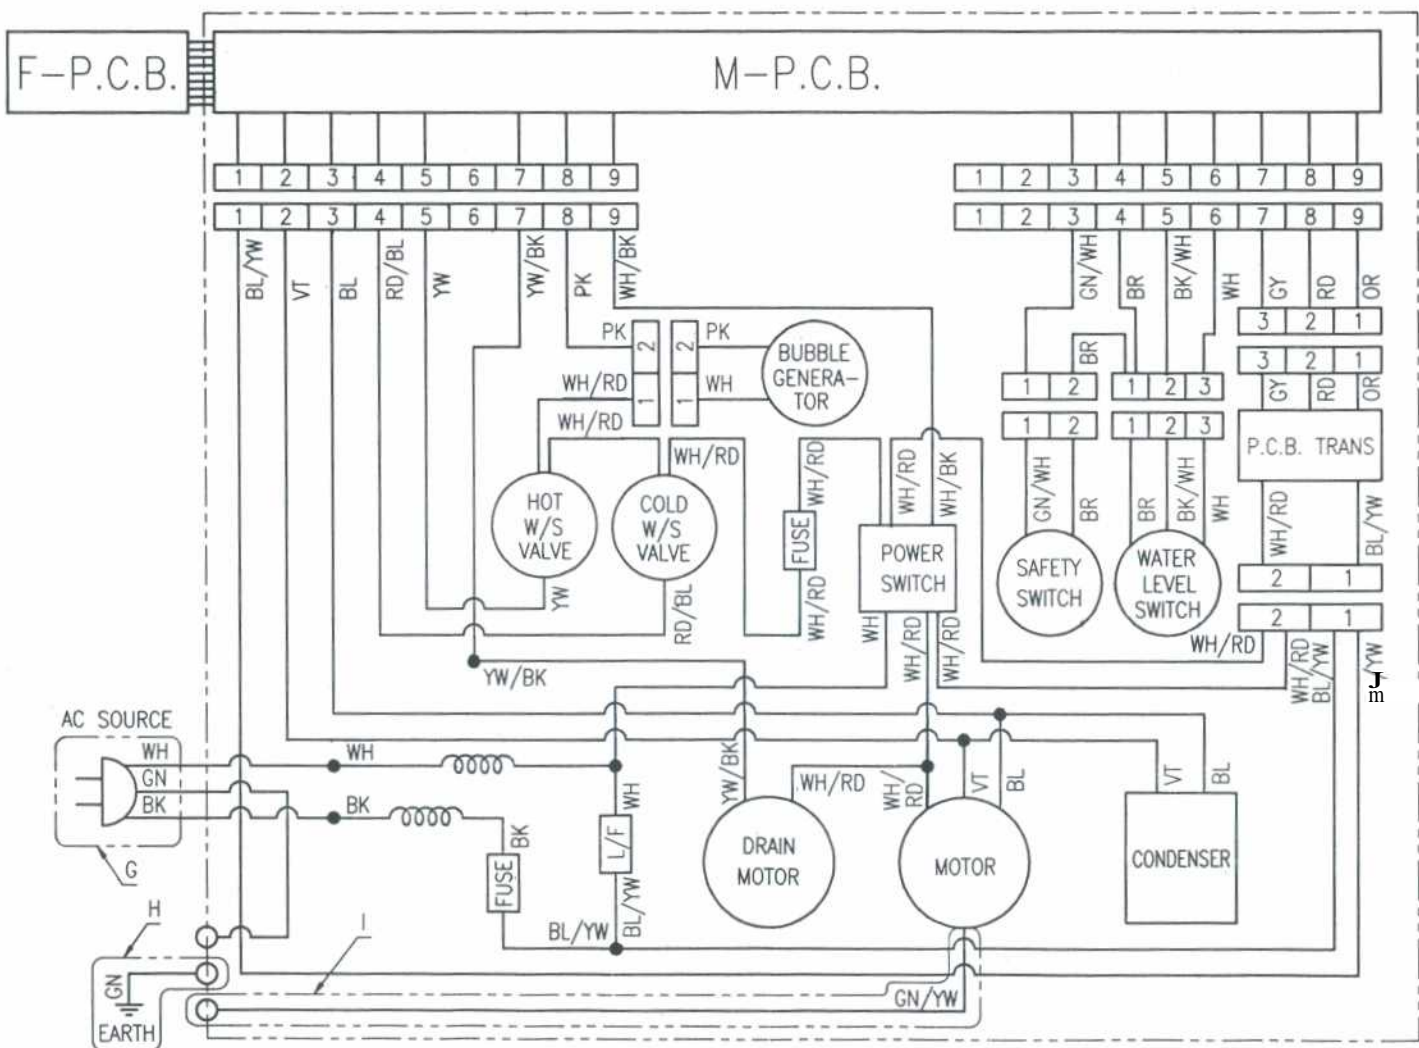 F-P.C.B.
M-P.C.B.
1 2 3 4 5 6 7 8 9
1 2 3 4 5 6 7 8 9
1 2 3 4 5 6 7 8 9
1 2 3 4 5 6 7 8 9
BL/YW
VT
BL
RD/BL
YW
YW/BK
PK
WH/BK
GN/WH
BR
BK/WH
WH
GY
RD
OR
3 2 1
3 2 1
GY
RD
OR
P.C.B. TRANS
PK
WH/RD
WH/RD
2
1
2
1
PK
WH
BUBBLE
GENERA-
TOR
BR
1 2
1 2 3
1 2
1 2 3
WH/RD
WH/RD
WH/RD
WH/BK
HOT
W/S
VALVE
COLD
W/S
VALVE
FUSE
POWER
SWITCH
GN/WH
BR
BR
BK/WH
WH
SAFETY
SWITCH
WATER
LEVEL
SWITCH
WH/RD
BL/YW
2 1
2 1
YW
RD/BL
WH/RD
WH
WH/RD
WH/RD
WH/RD
WH/RD
BL/YW
/YW
J
m
YW/BK
AC SOURCE
WH
GN
BK
WH
BK
G
BK
FUSE
WH
L/F
BL/YW
BL/YW
YW/BK
WH/RD
WH/
RD
VT
BL
DRAIN
MOTOR
MOTOR
VT
BL
CONDENSER
H
I
GN
EARTH
GN/YW